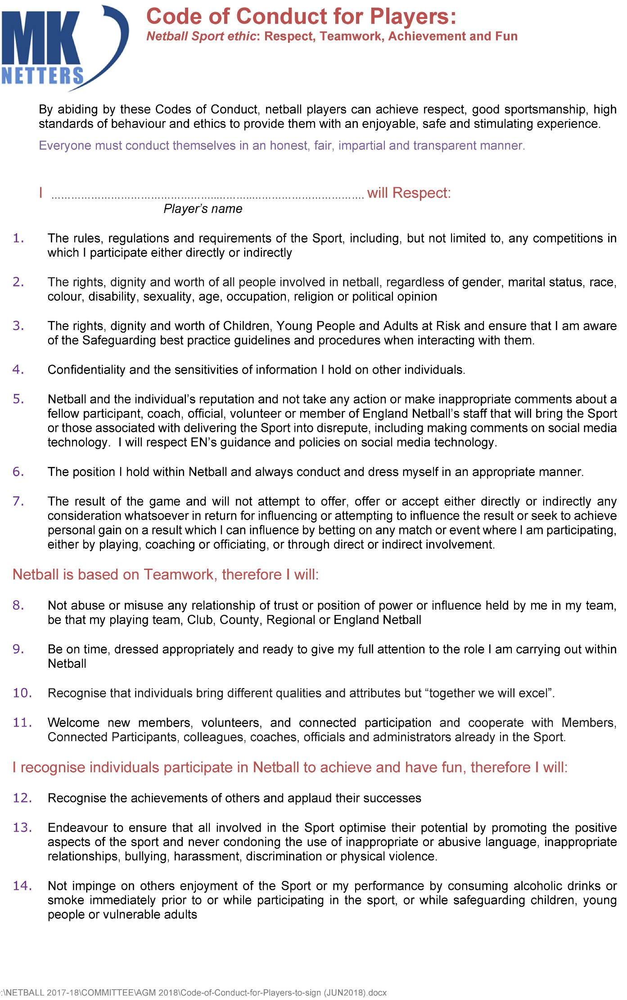 MK
NETTERS
Code of Conduct for Players:
Netball Sport ethic: Respect, Teamwork, Achievement and Fun
By abiding by these Codes of Conduct, netball players can achieve respect, good sportsmanship, high
standards of behaviour and ethics to provide them with an enjoyable, safe and stimulating experience.
Everyone must conduct themselves in an honest, fair, impartial and transparent manner.
I ……………………………………………………………………………… will Respect:
Player’s name
1. The rules, regulations and requirements of the Sport, including, but not limited to, any competitions in
which I participate either directly or indirectly
2. The rights, dignity and worth of all people involved in netball, regardless of gender, marital status, race,
colour, disability, sexuality, age, occupation, religion or political opinion
3. The rights, dignity and worth of Children, Young People and Adults at Risk and ensure that I am aware
of the Safeguarding best practice guidelines and procedures when interacting with them.
4. Confidentiality and the sensitivities of information I hold on other individuals.
5. Netball and the individual’s reputation and not take any action or make inappropriate comments about a
fellow participant, coach, official, volunteer or member of England Netball’s staff that will bring the Sport
or those associated with delivering the Sport into disrepute, including making comments on social media
technology. I will respect EN’s guidance and policies on social media technology.
6. The position I hold within Netball and always conduct and dress myself in an appropriate manner.
7. The result of the game and will not attempt to offer, offer or accept either directly or indirectly any
consideration whatsoever in return for influencing or attempting to influence the result or seek to achieve
personal gain on a result which I can influence by betting on any match or event where I am participating,
either by playing, coaching or officiating, or through direct or indirect involvement.
Netball is based on Teamwork, therefore I will:
8. Not abuse or misuse any relationship of trust or position of power or influence held by me in my team,
be that my playing team, Club, County, Regional or England Netball
9. Be on time, dressed appropriately and ready to give my full attention to the role I am carrying out within
Netball
10. Recognise that individuals bring different qualities and attributes but “together we will excel”.
11. Welcome new members, volunteers, and connected participation and cooperate with Members,
Connected Participants, colleagues, coaches, officials and administrators already in the Sport.
I recognise individuals participate in Netball to achieve and have fun, therefore I will:
12. Recognise the achievements of others and applaud their successes
13. Endeavour to ensure that all involved in the Sport optimise their potential by promoting the positive
aspects of the sport and never condoning the use of inappropriate or abusive language, inappropriate
relationships, bullying, harassment, discrimination or physical violence.
14. Not impinge on others enjoyment of the Sport or my performance by consuming alcoholic drinks or
smoke immediately prior to or while participating in the sport, or while safeguarding children, young
people or vulnerable adults
:\NETBALL 2017-18\COMMITTEE\AGM 2018\Code-of-Conduct-for-Players-to-sign (JUN2018).docx